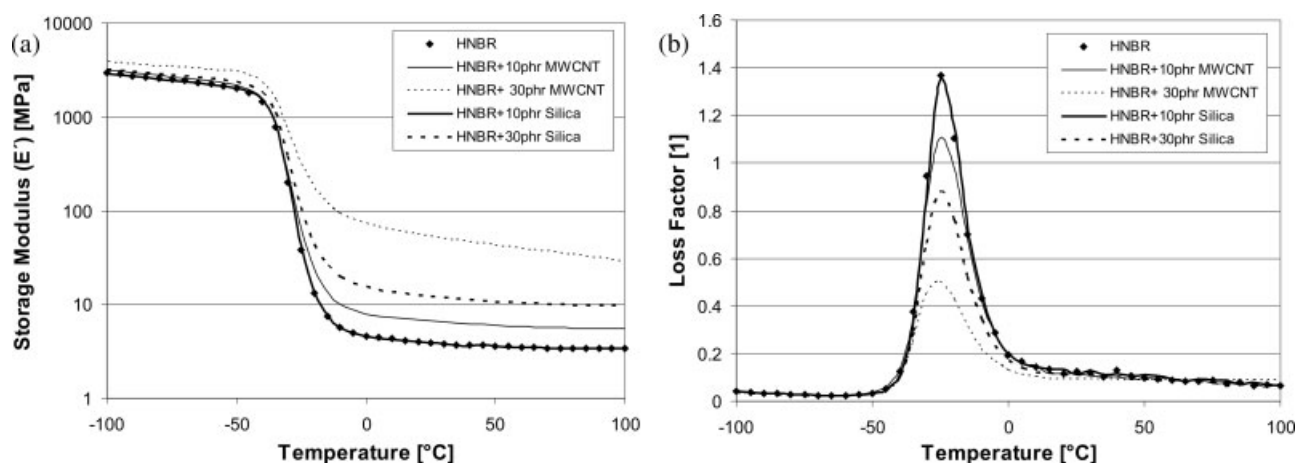 (a)
Storage Modulus (E´) [MPa]
10000
1000
100
10
1
-100
-50
0
50
100
Temperature [°C]
HNBR
HNBR+10phr MWCNT
HNBR+ 30phr MWCNT
HNBR+10phr Silica
HNBR+30phr Silica
(b)
Loss Factor [1]
1.6
1.4
1.2
1
0.8
0.6
0.4
0.2
0
-100
-50
0
50
100
Temperature [°C]
HNBR
HNBR+10phr MWCNT
HNBR+ 30phr MWCNT
HNBR+10phr Silica
HNBR+30phr Silica